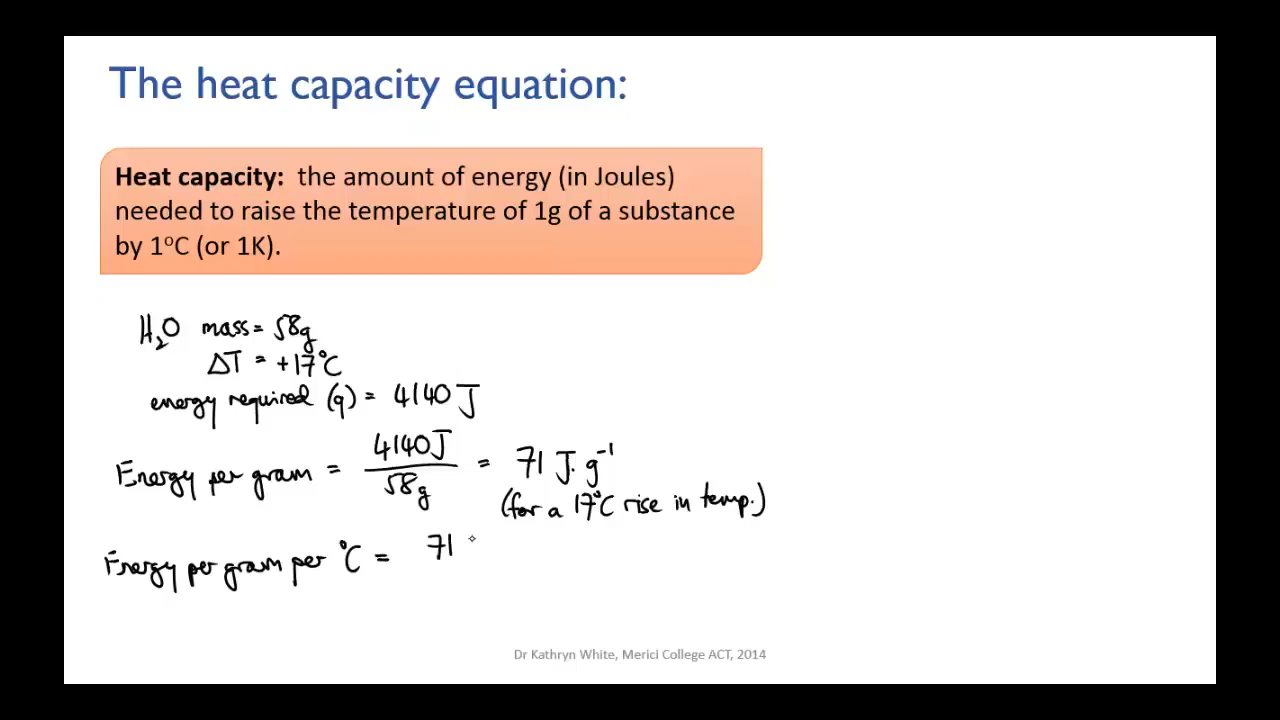 The heat capacity equation:
Heat capacity: the amount of energy (in Joules)
needed to raise the temperature of 1g of a substance
by 1°C (or 1K).
H₂O mass = 58g
ΔT = +17°C
energy required (q) = 4140 J
Energy per gram = 4140J / 58g = 71 J. g⁻¹
(for a 17°C rise in temp.)
Energy per gram per °C = 71
Dr Kathryn White, Merici College ACT, 2014